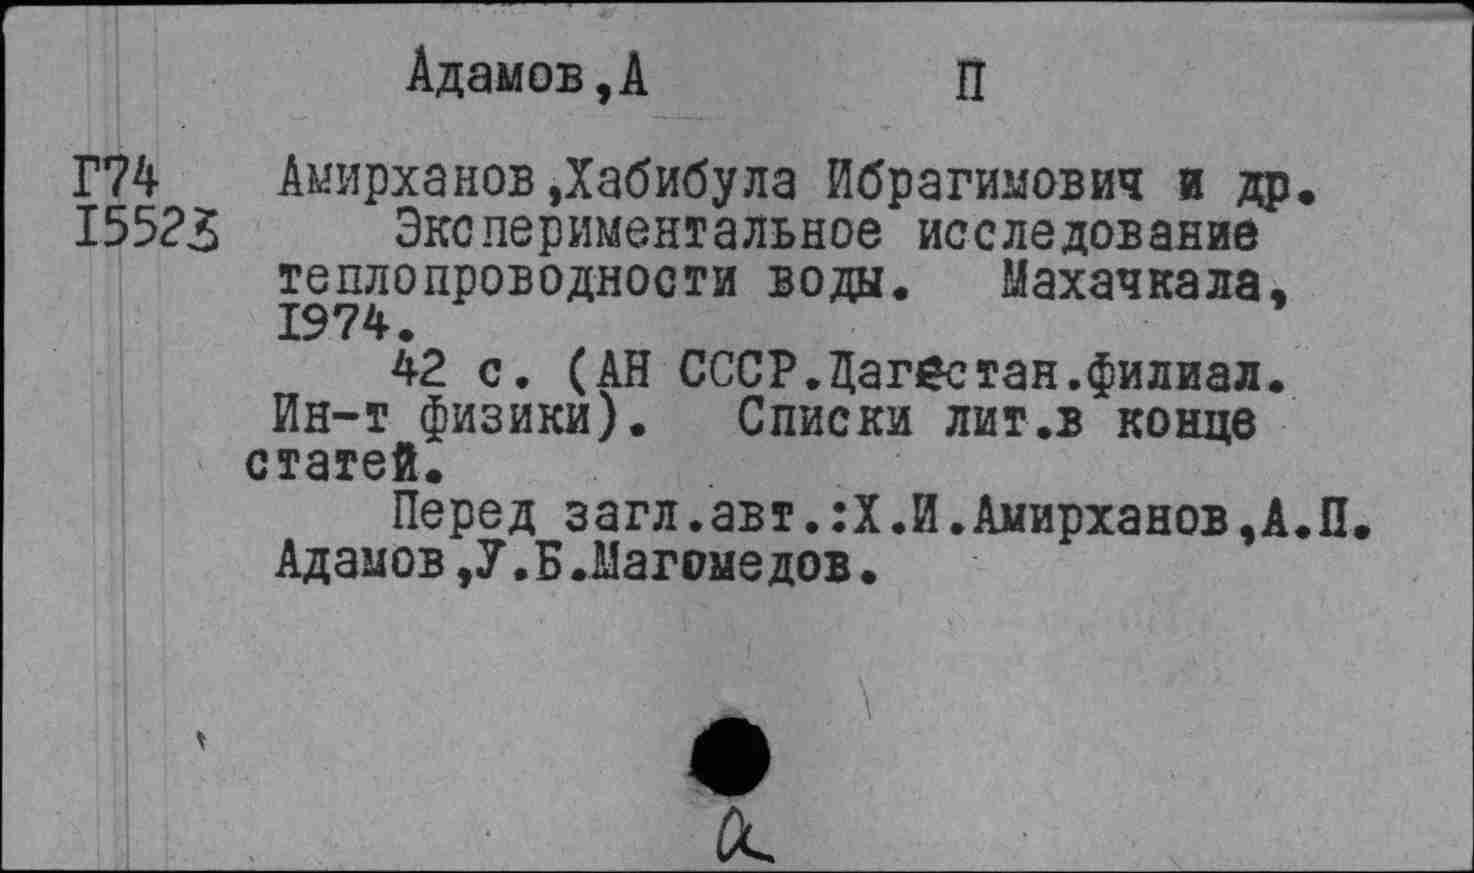 Адамов,А П
Г74 Амирханов,Хабибула Ибрагимович и др.
15523 Экспериментальное исследование
теплопроводности воды. Махачкала,
1974.
42 с. (АН СССР.Дагестан.филиал.
Ин-т физики). Списки лит.в конце
статей.
Перед загл.авт.:Х.И.Амирханов,А.П.
Адамов,У.Б.Магомедов.